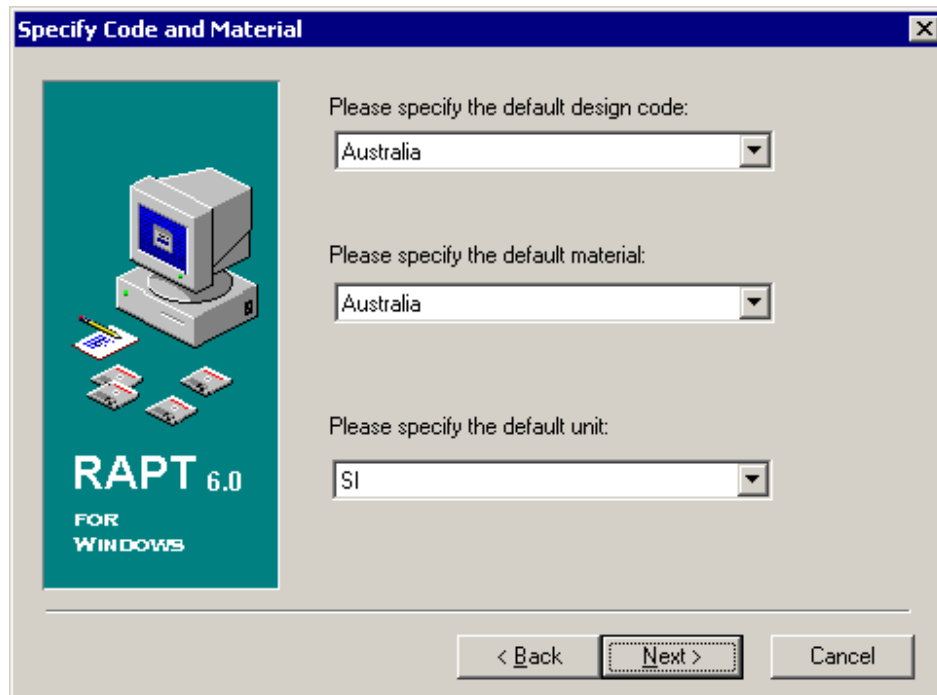 Specify Code and Material
Please specify the default design code:
Australia
Please specify the default material:
Australia
Please specify the default unit:
SI
RAPT 6.0
FOR
WINDOWS
< Back
Next >
Cancel